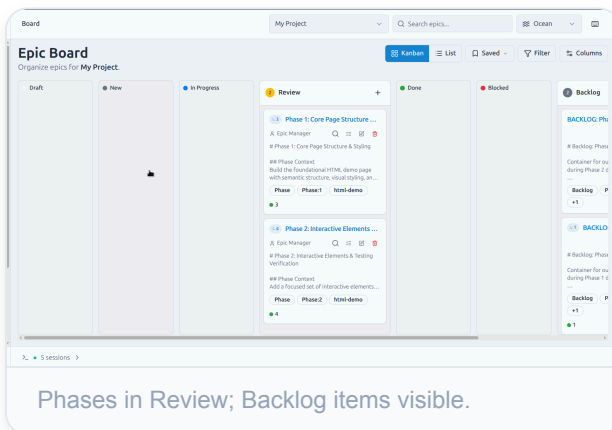 Board
My Project
Search epics...
Ocean
Epic Board
Organize epics for My Project.
Kanban
List
Saved
Filter
Columns
Draft
New
In Progress
2 Review +
Done
Blocked
2 Backlog
3 Phase 1: Core Page Structure ...
Epic Manager
# Phase 1: Core Page Structure & Styling
## Phase Context
Build the foundational HTML demo page
with semantic structure, visual styling, an...
Phase
Phase:1
html-demo
3
4 Phase 2: Interactive Elements ...
Epic Manager
# Phase 2: Interactive Elements & Testing
Verification
## Phase Context
Add a focused set of interactive elements...
Phase
Phase:2
html-demo
4
BACKLOG: Pha
# Backlog: Phase
Container for ou
during Phase 2 d
...
Backlog
P
+1
1 BACKLO
# Backlog: Phase
Container for ou
during Phase 1 d
...
Backlog
P
+1
1
5 sessions
Phases in Review; Backlog items visible.